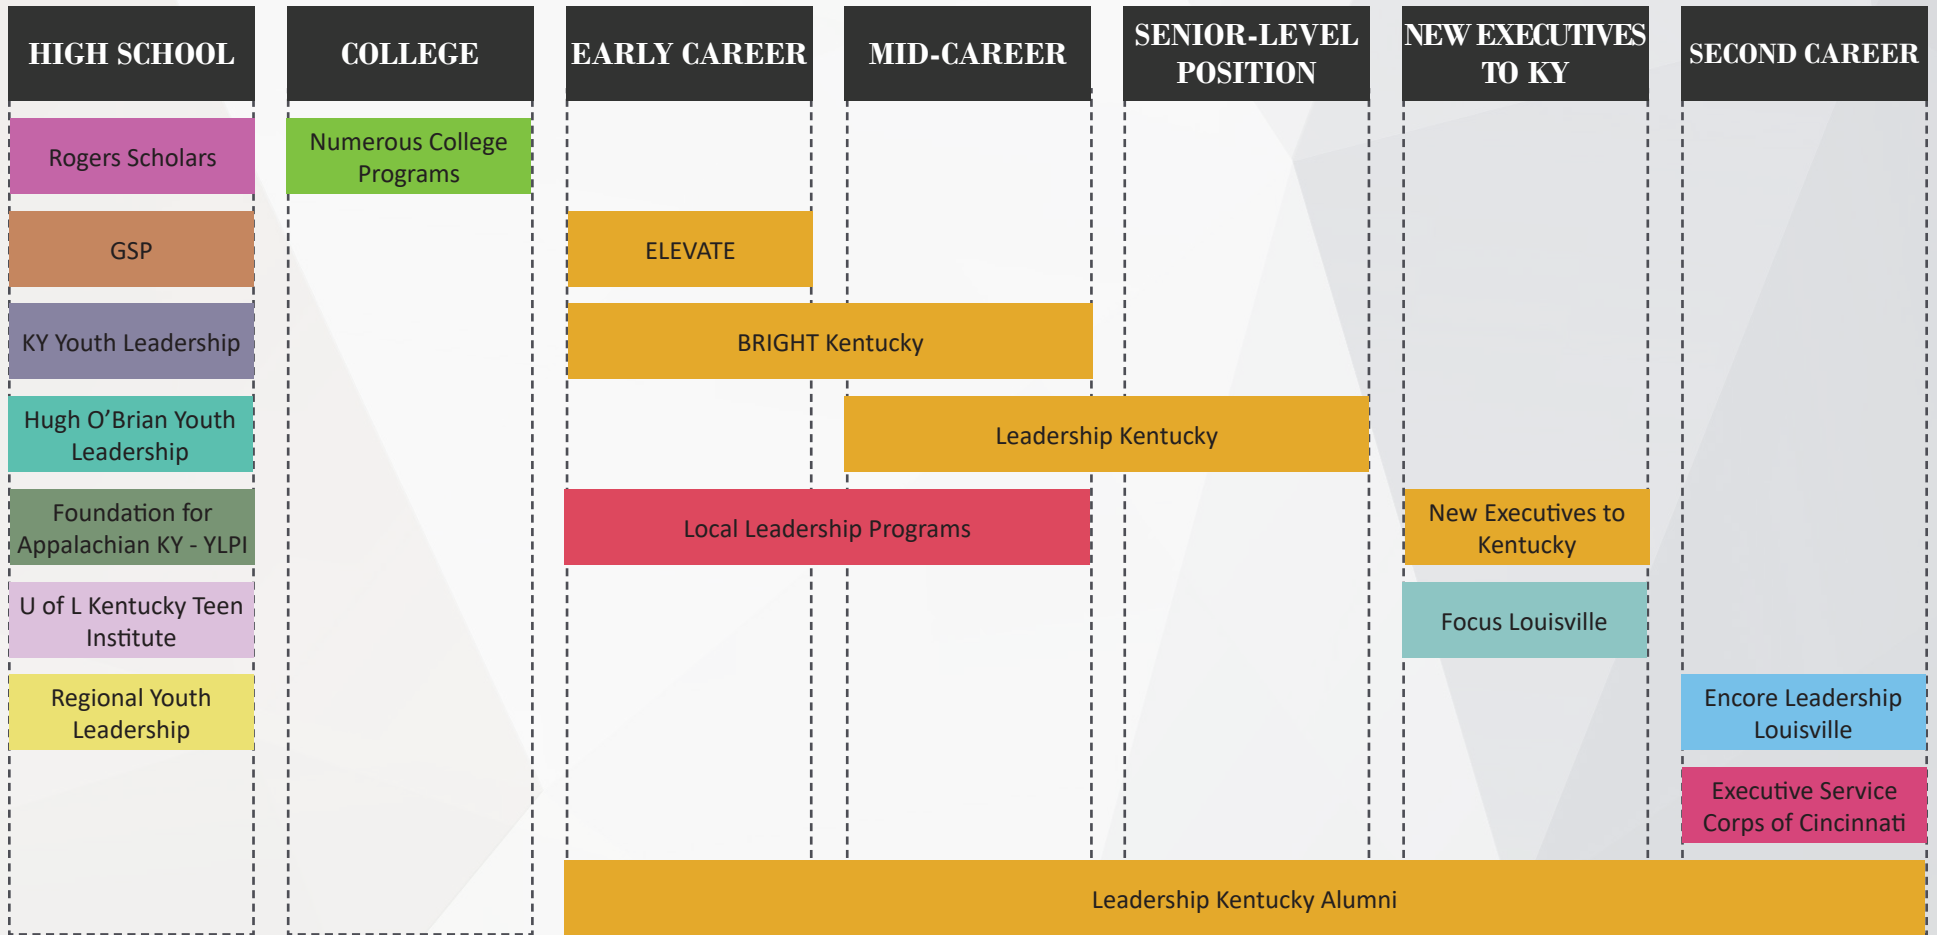 HIGH SCHOOL
COLLEGE
EARLY CAREER
MID-CAREER
SENIOR-LEVEL
POSITION
NEW EXECUTIVES
TO KY
SECOND CAREER
Rogers Scholars
Numerous College
Programs
GSP
ELEVATE
KY Youth Leadership
BRIGHT Kentucky
Hugh O’Brian Youth
Leadership
Leadership Kentucky
Foundation for
Appalachian KY - YLPI
Local Leadership Programs
New Executives to
Kentucky
U of L Kentucky Teen
Institute
Focus Louisville
Regional Youth
Leadership
Encore Leadership
Louisville
Executive Service
Corps of Cincinnati
Leadership Kentucky Alumni